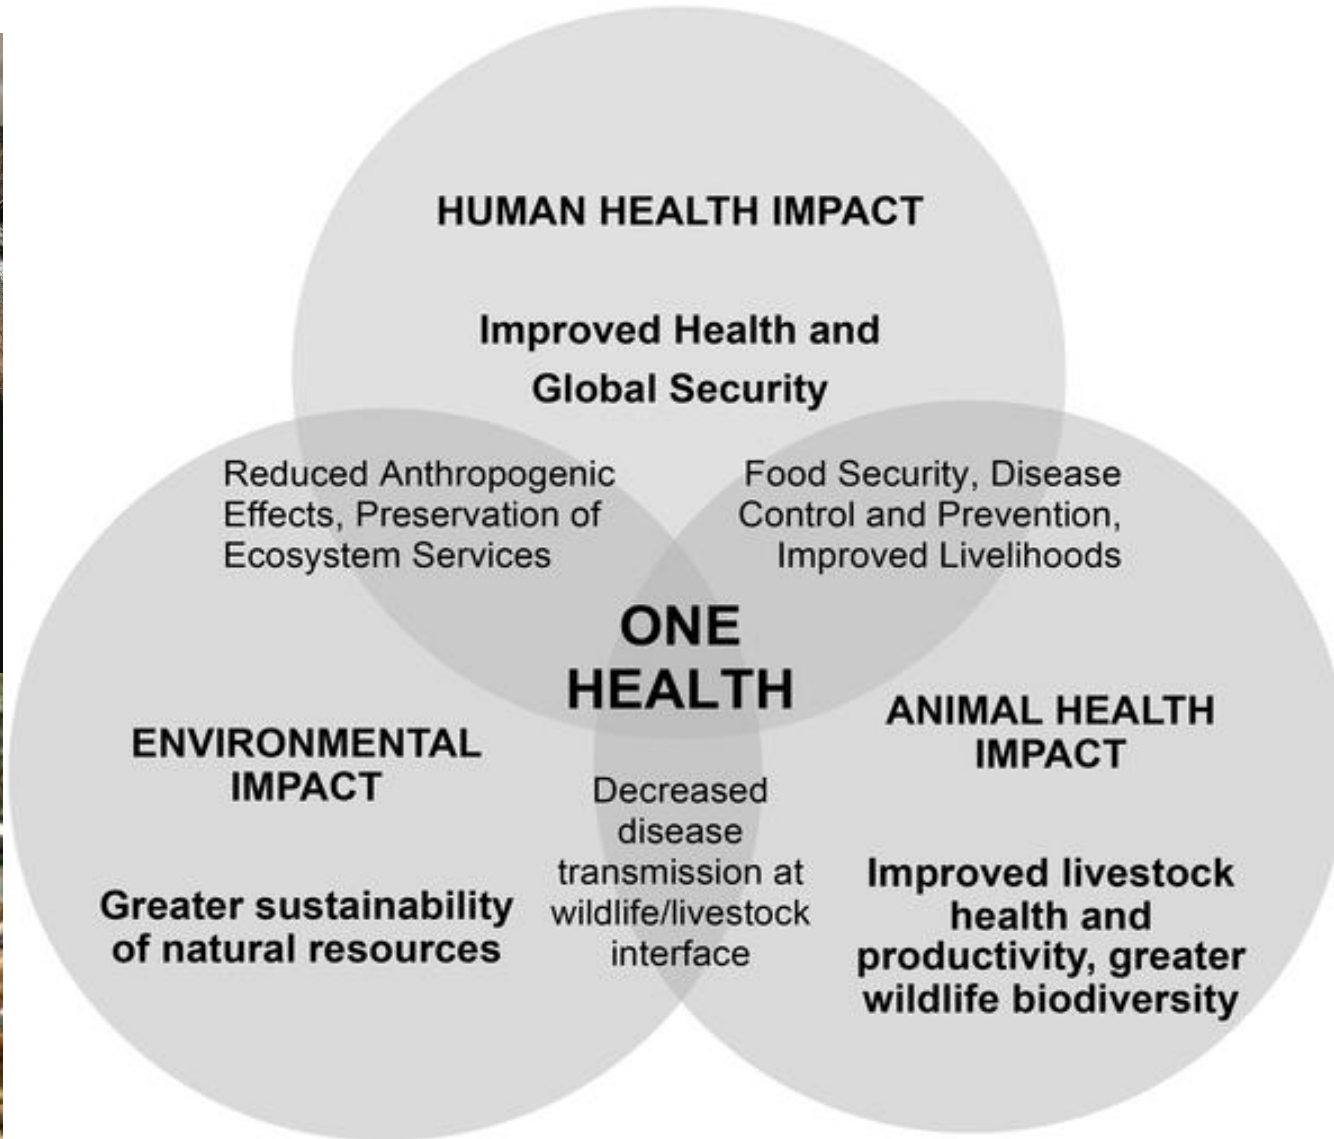 HUMAN HEALTH IMPACT
Improved Health and
Global Security
Reduced Anthropogenic
Effects, Preservation of
Ecosystem Services
Food Security, Disease
Control and Prevention,
Improved Livelihoods
ONE
HEALTH
ENVIRONMENTAL
IMPACT
Greater sustainability
of natural resources
Decreased
disease
transmission at
wildlife/livestock
interface
ANIMAL HEALTH
IMPACT
Improved livestock
health and
productivity, greater
wildlife biodiversity